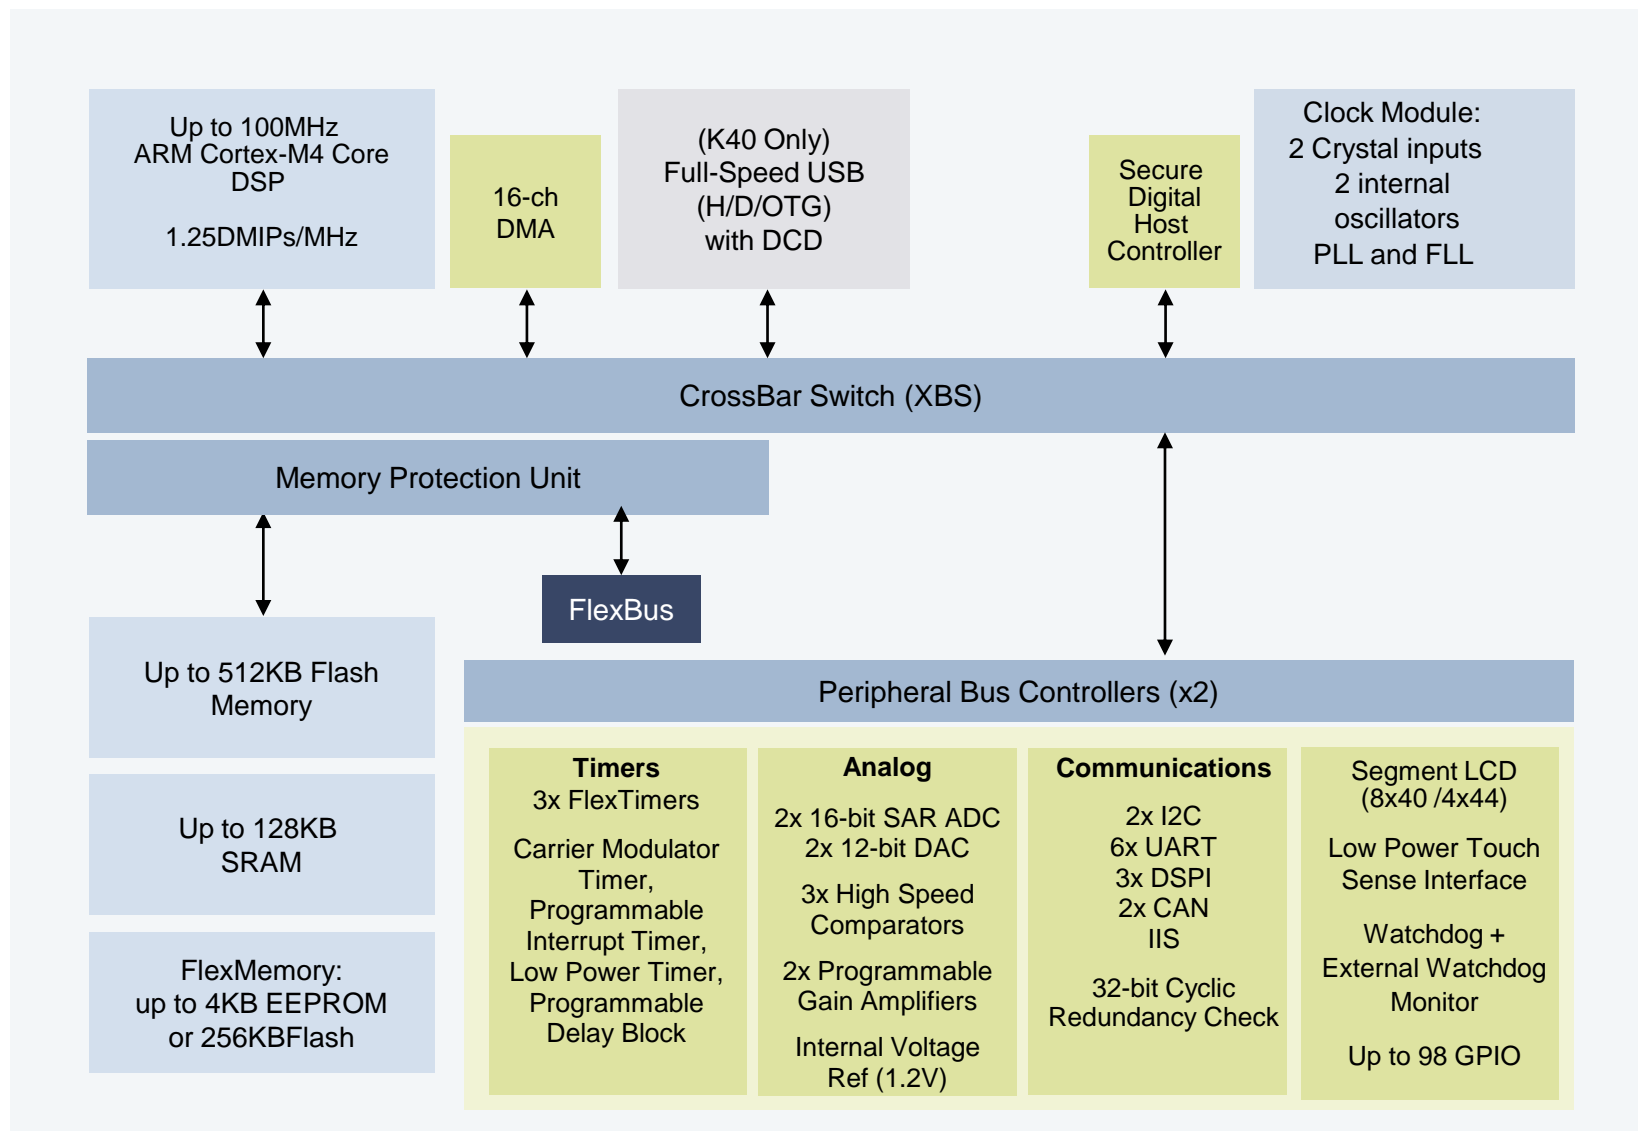 Up to 100MHz
ARM Cortex-M4 Core
DSP
1.25DMIPs/MHz
16-ch
DMA
(K40 Only)
Full-Speed USB
(H/D/OTG)
with DCD
Secure
Digital
Host
Controller
Clock Module:
2 Crystal inputs
2 internal
oscillators
PLL and FLL
CrossBar Switch (XBS)
Memory Protection Unit
FlexBus
Up to 512KB Flash
Memory
Up to 128KB
SRAM
FlexMemory:
up to 4KB EEPROM
or 256KBFlash
Peripheral Bus Controllers (x2)
Timers
3x FlexTimers
Carrier Modulator
Timer,
Programmable
Interrupt Timer,
Low Power Timer,
Programmable
Delay Block
Analog
2x 16-bit SAR ADC
2x 12-bit DAC
3x High Speed
Comparators
2x Programmable
Gain Amplifiers
Internal Voltage
Ref (1.2V)
Communications
2x I2C
6x UART
3x DSPI
2x CAN
IIS
32-bit Cyclic
Redundancy Check
Segment LCD
(8x40 /4x44)
Low Power Touch
Sense Interface
Watchdog +
External Watchdog
Monitor
Up to 98 GPIO